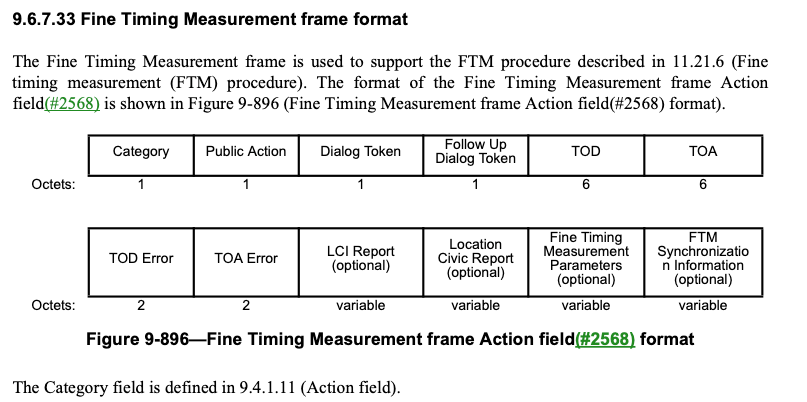 9.6.7.33 Fine Timing Measurement frame format
The Fine Timing Measurement frame is used to support the FTM procedure described in 11.21.6 (Fine
timing measurement (FTM) procedure). The format of the Fine Timing Measurement frame Action
field(#2568) is shown in Figure 9-896 (Fine Timing Measurement frame Action field(#2568) format).
Category Public Action Dialog Token Follow Up Dialog Token TOD TOA
Octets: 1 1 1 1 6 6
TOD Error TOA Error LCI Report (optional) Location Civic Report (optional) Fine Timing Measurement Parameters (optional) FTM Synchronizatio n Information (optional)
Octets: 2 2 variable variable variable variable
Figure 9-896—Fine Timing Measurement frame Action field(#2568) format
The Category field is defined in 9.4.1.11 (Action field).